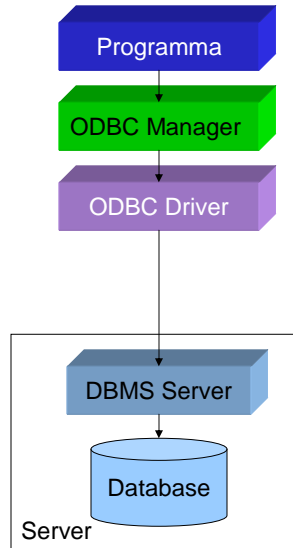 Programma
ODBC Manager
ODBC Driver
DBMS Server
Database
Server